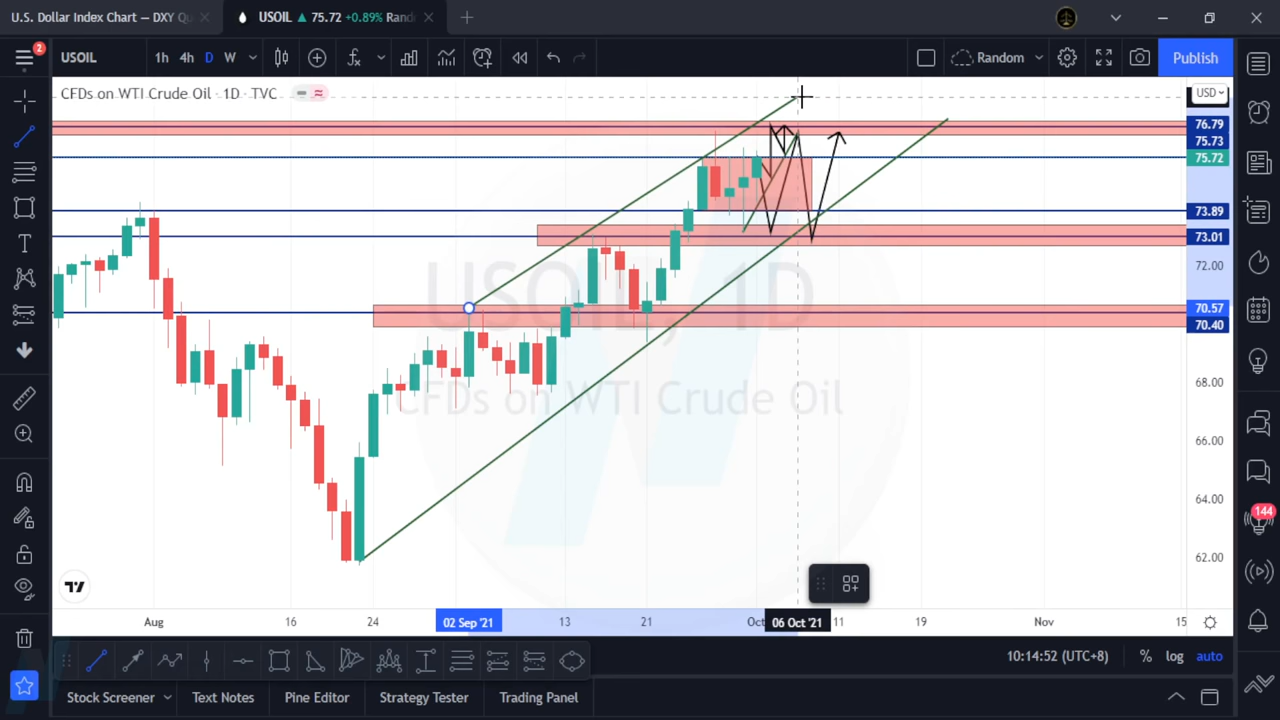 U.S. Dollar Index Chart — DXY Qu
USOIL ▲ 75.72 +0.89% Rand
2
USOIL 1h 4h D W Random Publish
CFDs on WTI Crude Oil · 1D · TVC
USD
76.79
75.73
75.72
73.89
73.01
72.00
70.57
70.40
68.00
66.00
64.00
62.00
USOIL, 1D
CFDs on WTI Crude Oil
144
Aug 16 24 02 Sep '21 13 21 Oct 06 Oct '21 11 19 Nov 15
10:14:52 (UTC+8) % log auto
Stock Screener Text Notes Pine Editor Strategy Tester Trading Panel